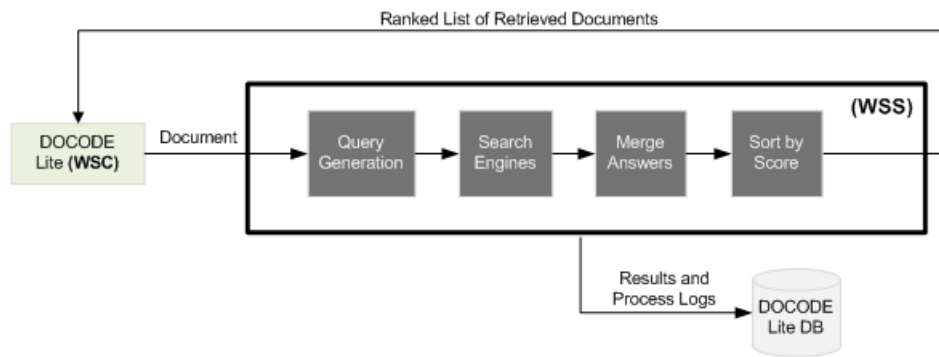 Ranked List of Retrieved Documents
(WSS)
DOCODE
Lite (WSC)
Document
Query
Generation
Search
Engines
Merge
Answers
Sort by
Score
Results and
Process Logs
DOCODE
Lite DB